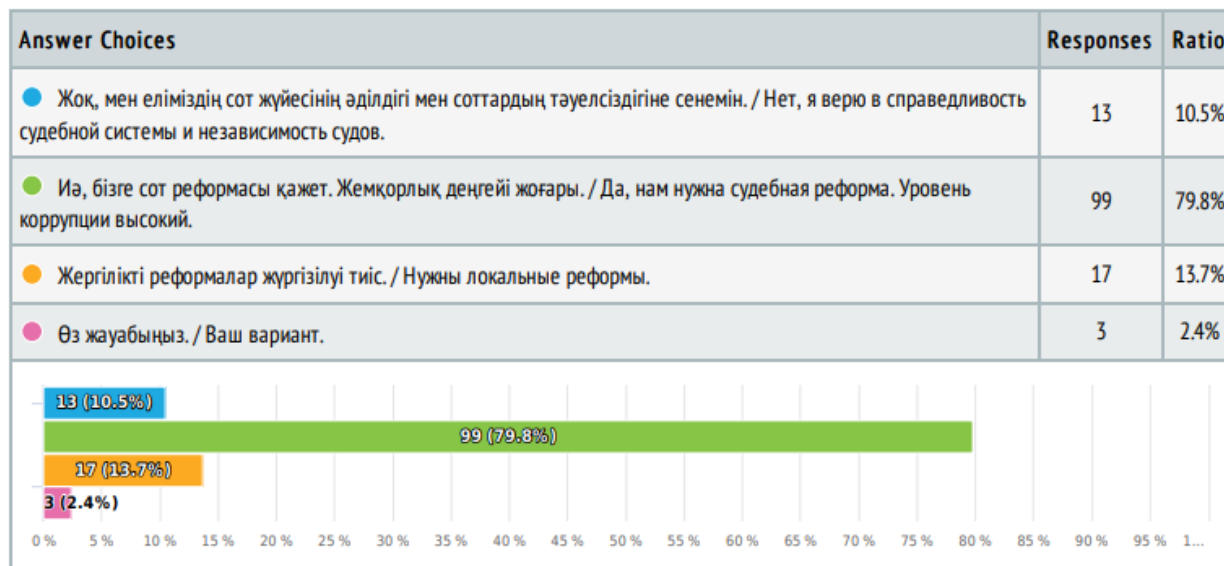 Answer Choices Responses Ratio
Жоқ, мен еліміздің сот жүйесінің әділдігі мен соттардың тәуелсіздігіне сенемін. / Нет, я верю в справедливость
судебной системы и независимость судов.
13 10.5%
Иә, бізге сот реформасы қажет. Жемқорлық деңгейі жоғары. / Да, нам нужна судебная реформа. Уровень
коррупции высокий.
99 79.8%
Жергілікті реформалар жүргізілуі тиіс. / Нужны локальные реформы. 17 13.7%
Өз жауабыңыз. / Ваш вариант. 3 2.4%
13 (10.5%)
99 (79.8%)
17 (13.7%)
3 (2.4%)
0 % 5 % 10 % 15 % 20 % 25 % 30 % 35 % 40 % 45 % 50 % 55 % 60 % 65 % 70 % 75 % 80 % 85 % 90 % 95 % 1...